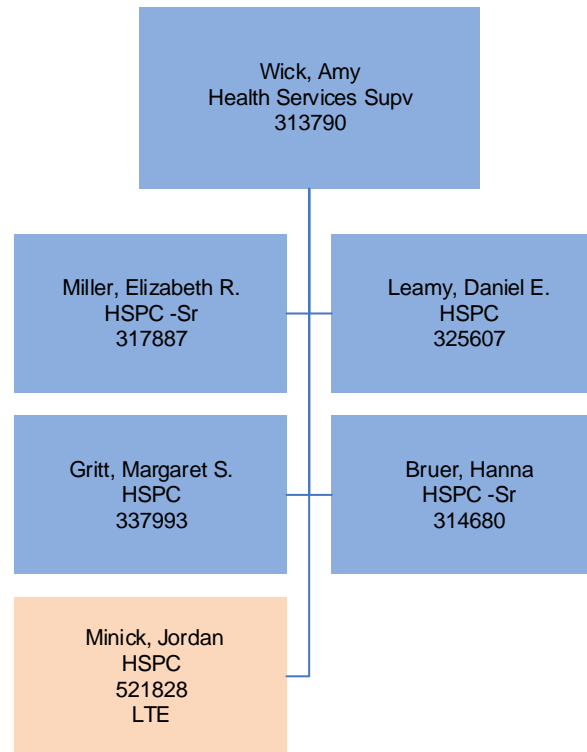 Wick, Amy
Health Services Supv
313790
Miller, Elizabeth R.
HSPC -Sr
317887
Leamy, Daniel E.
HSPC
325607
Gritt, Margaret S.
HSPC
337993
Bruer, Hanna
HSPC -Sr
314680
Minick, Jordan
HSPC
521828
LTE